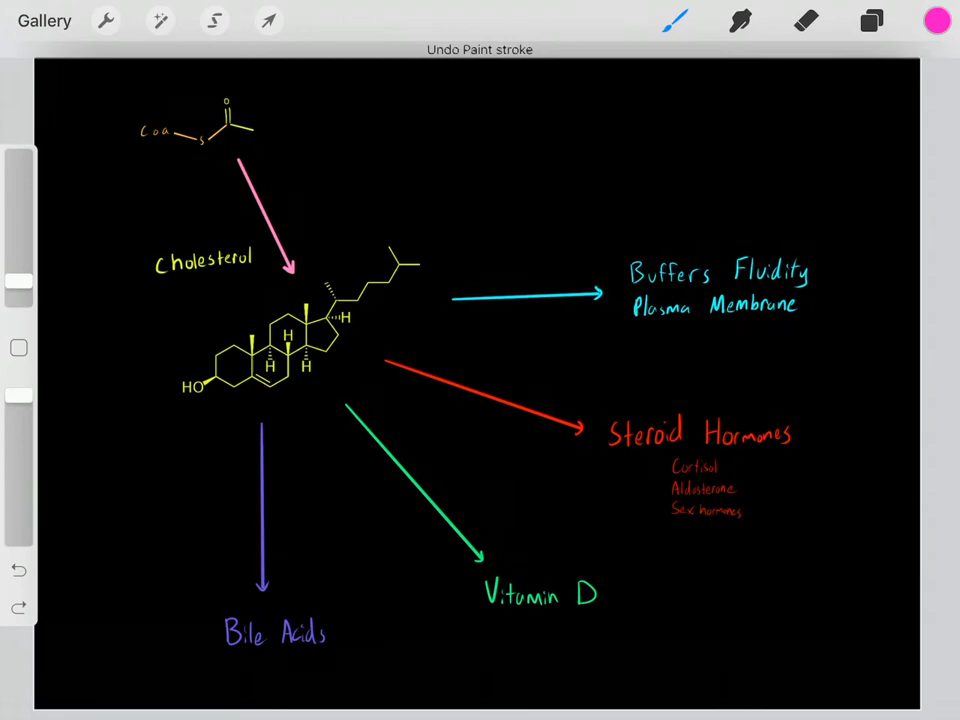 Gallery
Undo Paint stroke
O
Coa
S
Cholesterol
H
H
H
H
HO
Buffers Fluidity
Plasma Membrane
Steroid Hormones
Cortisol
Aldosterone
Sex hormones
Vitamin D
Bile Acids